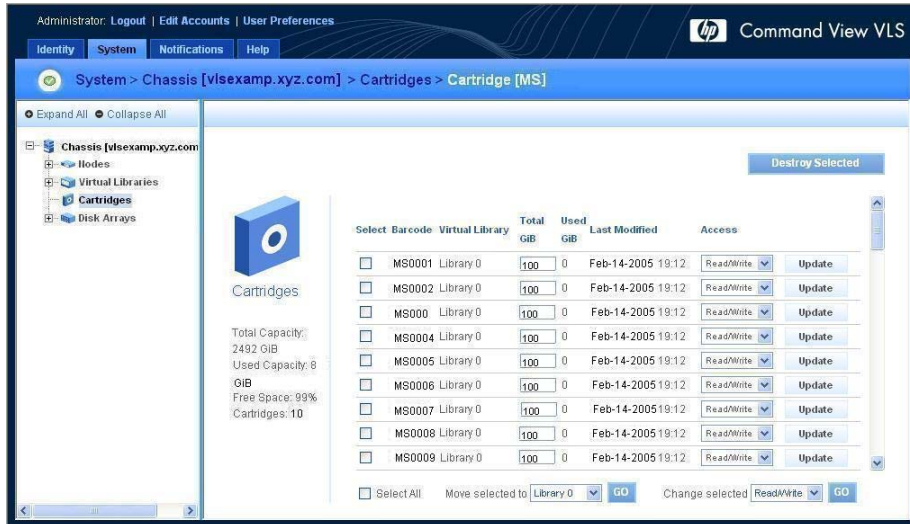 Administrator: Logout | Edit Accounts | User Preferences
hp Command View VLS
Identity System Notifications Help
System > Chassis [vlsexamp.xyz.com] > Cartridges > Cartridge [MS]
Expand All Collapse All
Chassis [vlsexamp.xyz.com
Nodes
Virtual Libraries
Cartridges
Disk Arrays
Destroy Selected
Cartridges
Total Capacity:
2492 GiB
Used Capacity: 8
GiB
Free Space: 99%
Cartridges: 10
Select Barcode Virtual Library Total GiB Used GiB Last Modified Access
MS0001 Library 0 100 0 Feb-14-2005 19:12 Read/Write Update
MS0002 Library 0 100 0 Feb-14-2005 19:12 Read/Write Update
MS000 Library 0 100 0 Feb-14-2005 19:12 Read/Write Update
MS0004 Library 0 100 0 Feb-14-2005 19:12 Read/Write Update
MS0005 Library 0 100 0 Feb-14-2005 19:12 Read/Write Update
MS0006 Library 0 100 0 Feb-14-2005 19:12 Read/Write Update
MS0007 Library 0 100 0 Feb-14-2005 19:12 Read/Write Update
MS0008 Library 0 100 0 Feb-14-2005 19:12 Read/Write Update
MS0009 Library 0 100 0 Feb-14-2005 19:12 Read/Write Update
Select All Move selected to Library 0 GO Change selected Read/Write GO